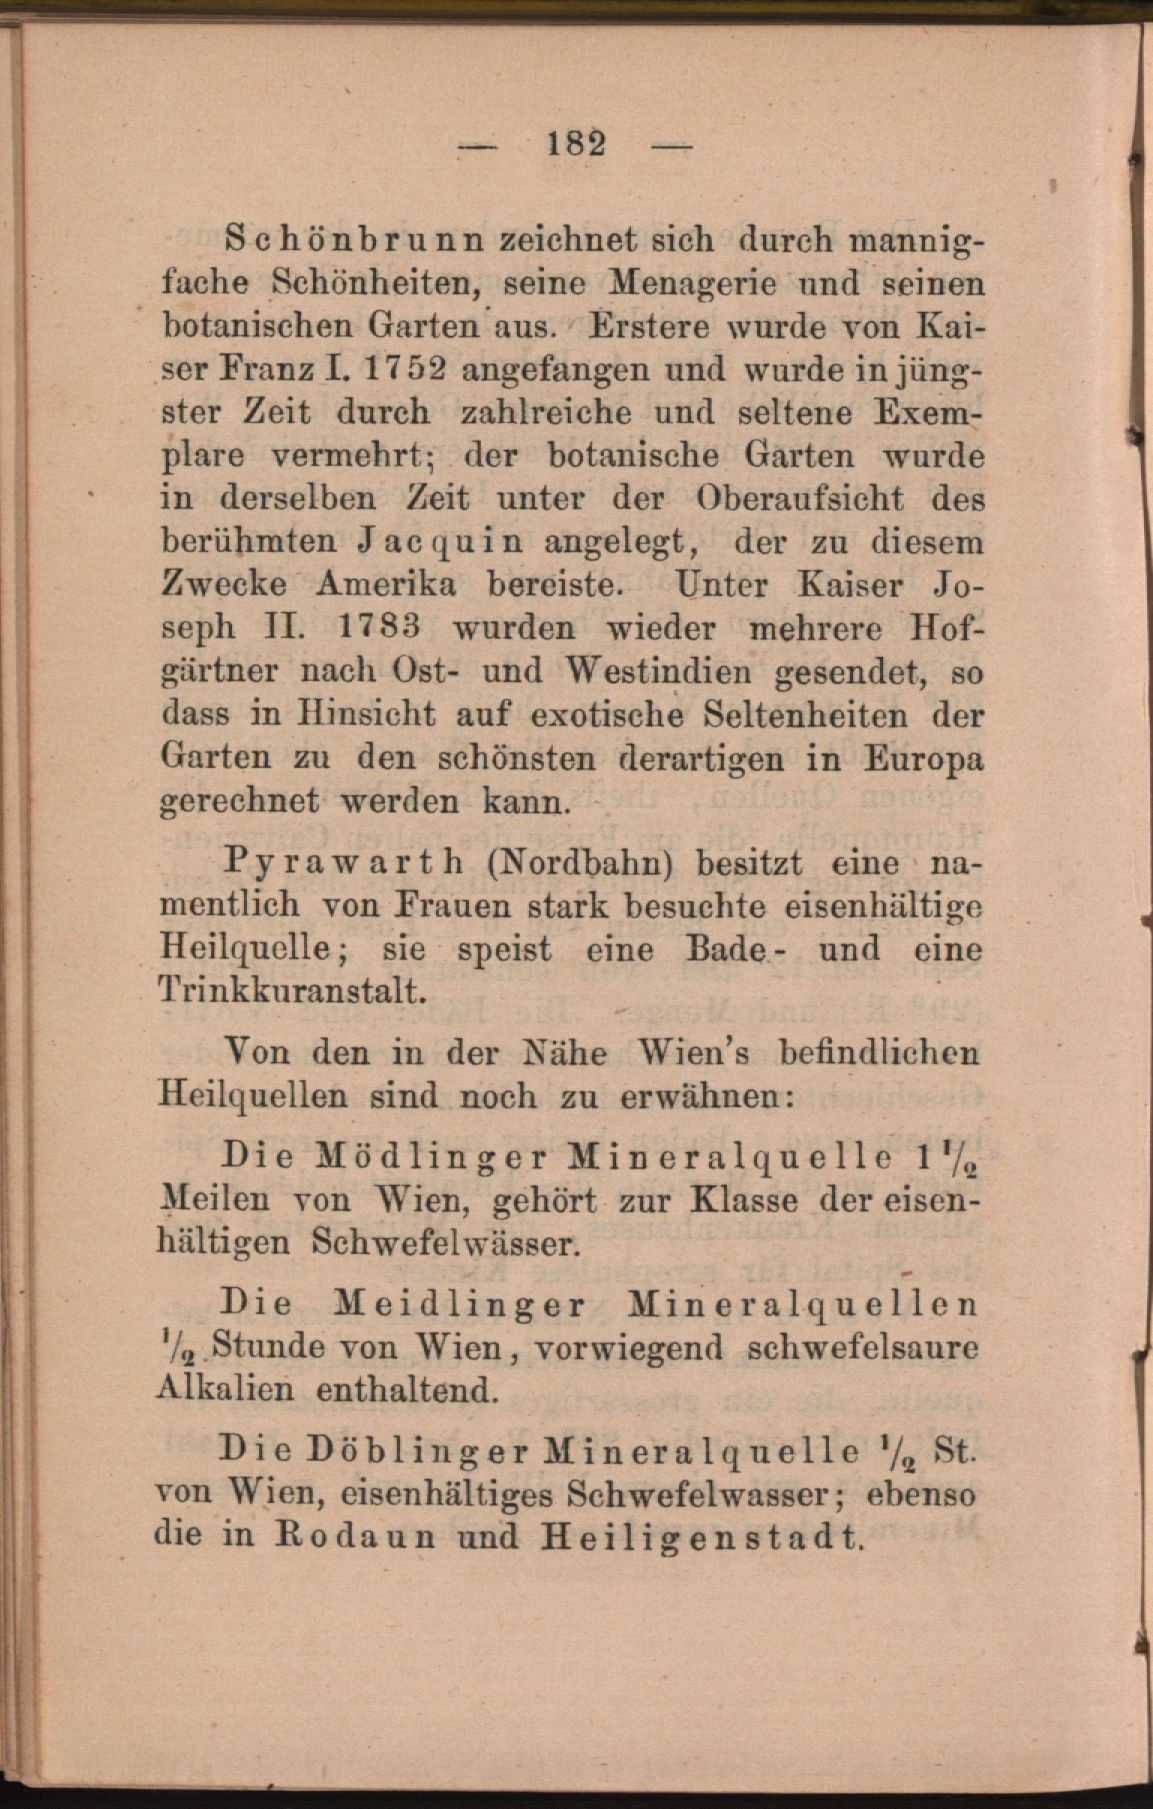 — 182 —
Schönbrunn zeichnet sich durch mannig-
fache Schönheiten, seine Menagerie und seinen
botanischen Garten aus. Erstere wurde von Kai-
ser Franz I. 1752 angefangen und wurde in jüng-
ster Zeit durch zahlreiche und seltene Exem-
plare vermehrt; der botanische Garten wurde
in derselben Zeit unter der Oberaufsicht des
berühmten Jacquin angelegt, der zu diesem
Zwecke Amerika bereiste. Unter Kaiser Jo-
seph II. 1783 wurden wieder mehrere Hof-
gärtner nach Ost- und Westindien gesendet, so
dass in Hinsicht auf exotische Seltenheiten der
Garten zu den schönsten derartigen in Europa
gerechnet werden kann.
Pyrawarth (Nordbahn) besitzt eine na-
mentlich von Frauen stark besuchte eisenhältige
Heilquelle; sie speist eine Bade- und eine
Trinkkuranstalt.
Von den in der Nähe Wien's befindlichen
Heilquellen sind noch zu erwähnen:
Die Mödlinger Mineralquelle 1 1/2
Meilen von Wien, gehört zur Klasse der eisen-
hältigen Schwefelwässer.
Die Meidlinger Mineralquellen
1/2 Stunde von Wien, vorwiegend schwefelsaure
Alkalien enthaltend.
Die Döblinger Mineralquelle 1/2 St.
von Wien, eisenhältiges Schwefelwasser; ebenso
die in Rodaun und Heiligenstadt.